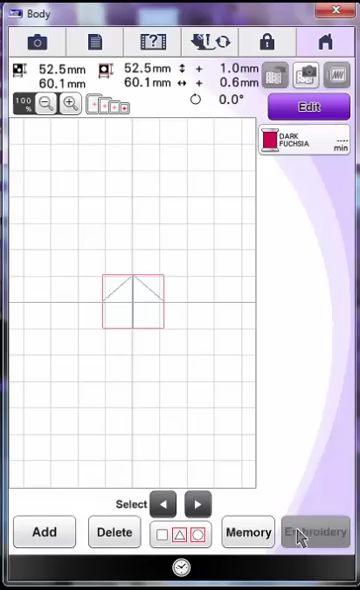 Body
52.5mm 52.5mm + 1.0mm
60.1mm 60.1mm + 0.6mm
100 % 0.0°
Edit
DARK
FUCHSIA
----
min
Select
Add Delete Memory Embroidery